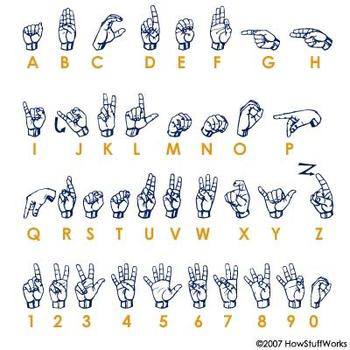 A B C D E F G H
I J K L M N O P
Z
Q R S T U V W X Y Z
1 2 3 4 5 6 7 8 9 0
©2007 HowStuffWorks